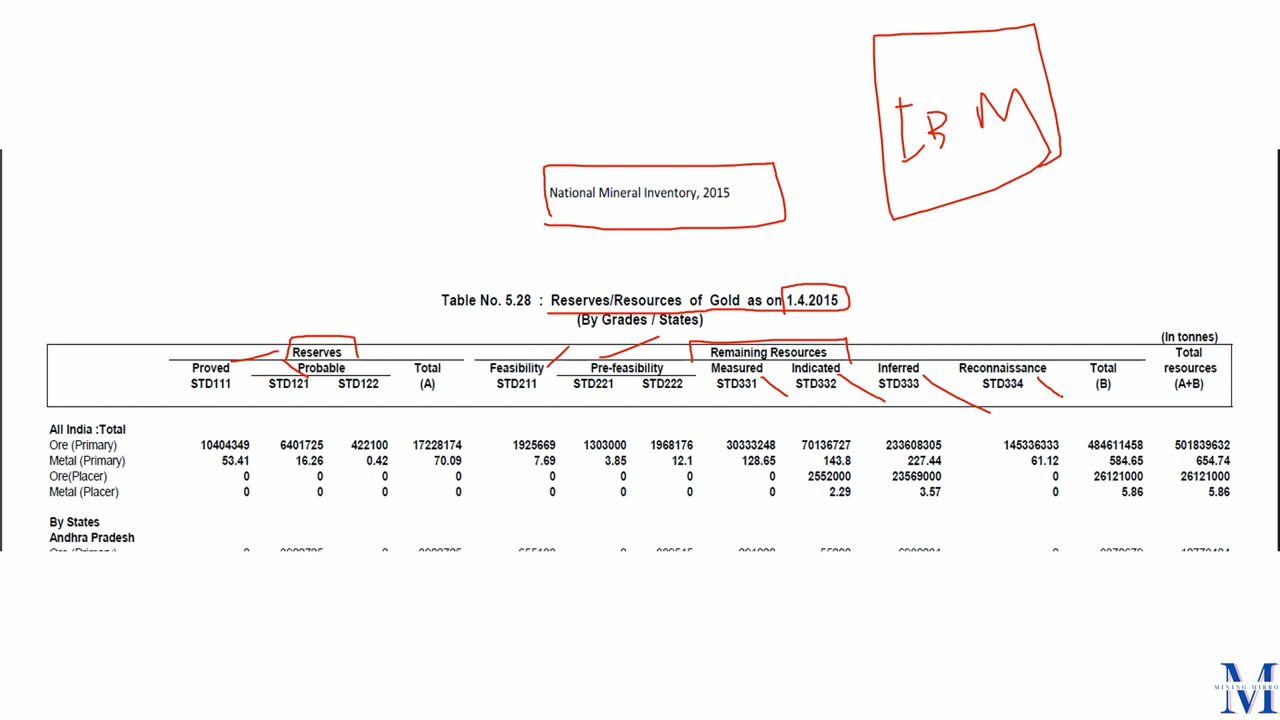 IBM
National Mineral Inventory, 2015
Table No. 5.28 : Reserves/Resources of Gold as on 1.4.2015
(By Grades / States)
(In tonnes)
Reserves Remaining Resources Total
Proved Probable Total Feasibility Pre-feasibility Measured Indicated Inferred Reconnaissance Total resources
STD111 STD121 STD122 (A) STD211 STD221 STD222 STD331 STD332 STD333 STD334 (B) (A+B)
All India :Total
Ore (Primary) 10404349 6401725 422100 17228174 1925669 1303000 1968176 30333248 70136727 233608305 145336333 484611458 501839632
Metal (Primary) 53.41 16.26 0.42 70.09 7.69 3.85 12.1 128.65 143.8 227.44 61.12 584.65 654.74
Ore(Placer) 0 0 0 0 0 0 0 0 2552000 23569000 0 26121000 26121000
Metal (Placer) 0 0 0 0 0 0 0 0 2.29 3.57 0 5.86 5.86
By States
Andhra Pradesh
M
MINING MIRRO